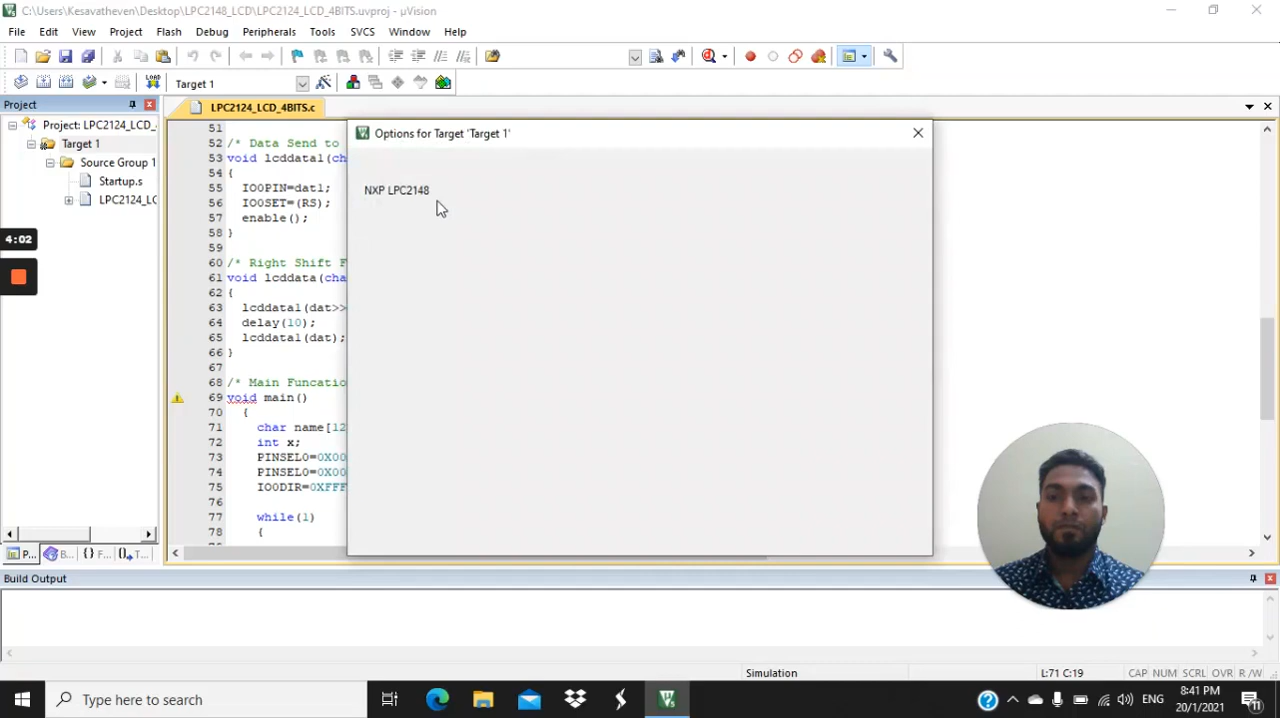 C:\Users\Kesavatheven\Desktop\LPC2148_LCD\LPC2124_LCD_4BITS.uvproj - µVision
File Edit View Project Flash Debug Peripherals Tools SVCS Window Help
Target 1
Project
LPC2124_LCD_4BITS.c
Project: LPC2124_LCD_4
Target 1
Source Group 1
Startup.s
LPC2124_LC
51
52 /* Data Send to
53 void lcddata1(ch
54 {
55 IO0PIN=dat1;
56 IO0SET=(RS);
57 enable();
58 }
59
60 /* Right Shift F
61 void lcddata(cha
62 {
63 lcddata1(dat>>
64 delay(10);
65 lcddata1(dat);
66 }
67
68 /* Main Funcatio
69 void main()
70 {
71 char name[12
72 int x;
73 PINSEL0=0X00
74 PINSEL0=0X00
75 IO0DIR=0XFFF
76
77 while(1)
78 {
Options for Target 'Target 1'
NXP LPC2148
4:02
P... B... {} F... T...
Build Output
Simulation
L:71 C:19
CAP NUM SCRL OVR R /W
Type here to search
ENG
8:41 PM
20/1/2021
11